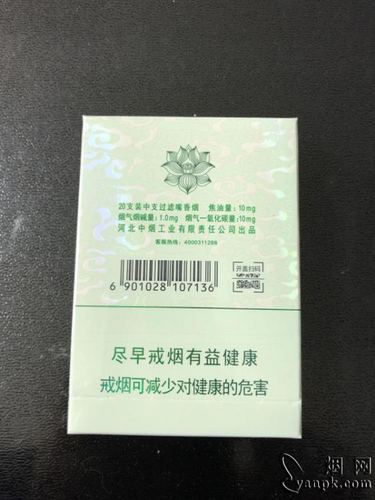 20支装中支过滤嘴香烟 焦油量：10mg
烟气烟碱量：1.0mg 烟气一氧化碳量：10mg
河北中烟工业有限责任公司出品
客服热线：4000311288
开盖扫码
6 901028 107136
尽早戒烟有益健康
戒烟可减少对健康的危害
烟网
yanpk.com